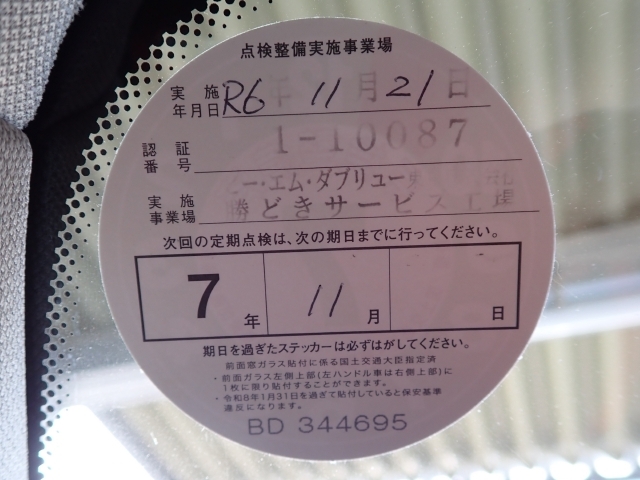 点検整備実施事業場
実施年月日 R6年 11月 21日
認証番号 1-10087
実施事業場 ー・エム・ダブリュー
勝どきサービス工場
次回の定期点検は、次の期日までに行ってください。
7年 11月 日
期日を過ぎたステッカーは必ずはがしてください。
前面窓ガラス貼付に係る国土交通大臣指定済
・前面ガラス左側上部(左ハンドル車は右側上部)に
1枚に限り貼付することができます。
・令和8年1月31日を過ぎて貼付していると保安基準
違反になります。
BD 344695